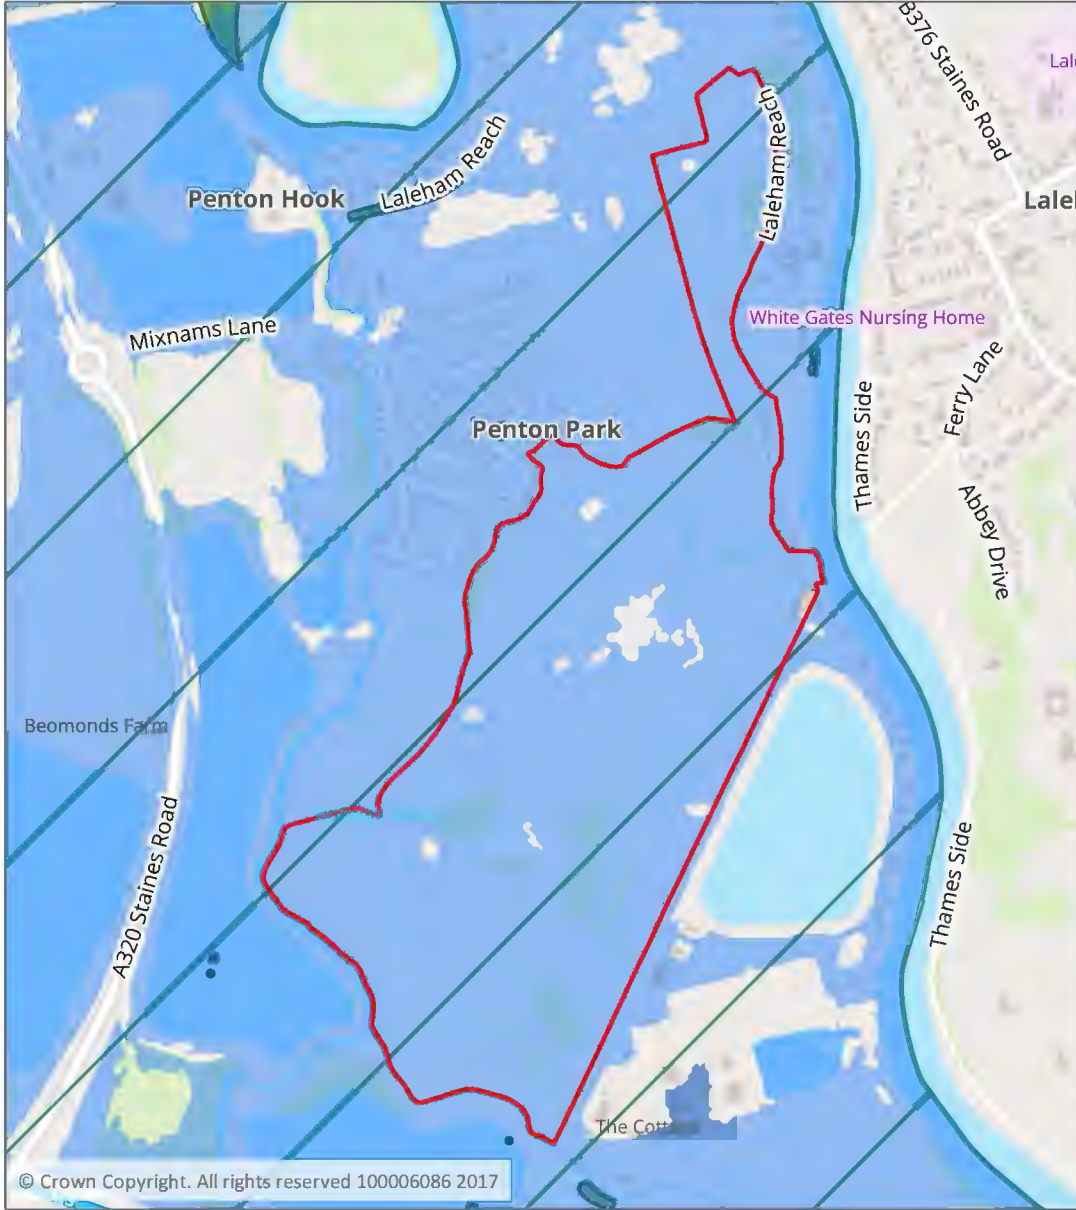 B376 Staines Road
Laleham Reach
Laleham Reach
Penton Hook
Mixnams Lane
White Gates Nursing Home
Ferry Lane
Thames Side
Penton Park
Abbey Drive
Beomonds Farm
A320 Staines Road
Thames Side
The
© Crown Copyright. All rights reserved 100006086 2017